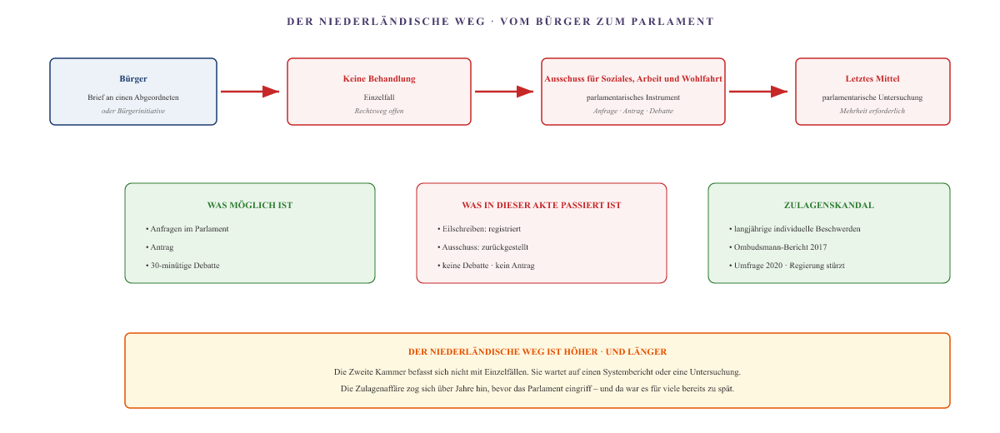 DER NIEDERLÄNDISCHE WEG · VOM BÜRGER ZUM PARLAMENT
Bürger
Brief an einen Abgeordneten
oder Bürgerinitiative
Keine Behandlung
Einzelfall
Rechtsweg offen
Ausschuss für Soziales, Arbeit und Wohlfahrt
parlamentarisches Instrument
Anfrage · Antrag · Debatte
Letztes Mittel
parlamentarische Untersuchung
Mehrheit erforderlich
WAS MÖGLICH IST
• Anfragen im Parlament
• Antrag
• 30-minütige Debatte
WAS IN DIESER AKTE PASSIERT IST
• Eilschreiben: registriert
• Ausschuss: zurückgestellt
• keine Debatte · kein Antrag
ZULAGENSKANDAL
• langjährige individuelle Beschwerden
• Ombudsmann-Bericht 2017
• Umfrage 2020 · Regierung stürzt
DER NIEDERLÄNDISCHE WEG IST HÖHER · UND LÄNGER
Die Zweite Kammer befasst sich nicht mit Einzelfällen. Sie wartet auf einen Systembericht oder eine Untersuchung.
Die Zulagenaffäre zog sich über Jahre hin, bevor das Parlament eingriff – und da war es für viele bereits zu spät.